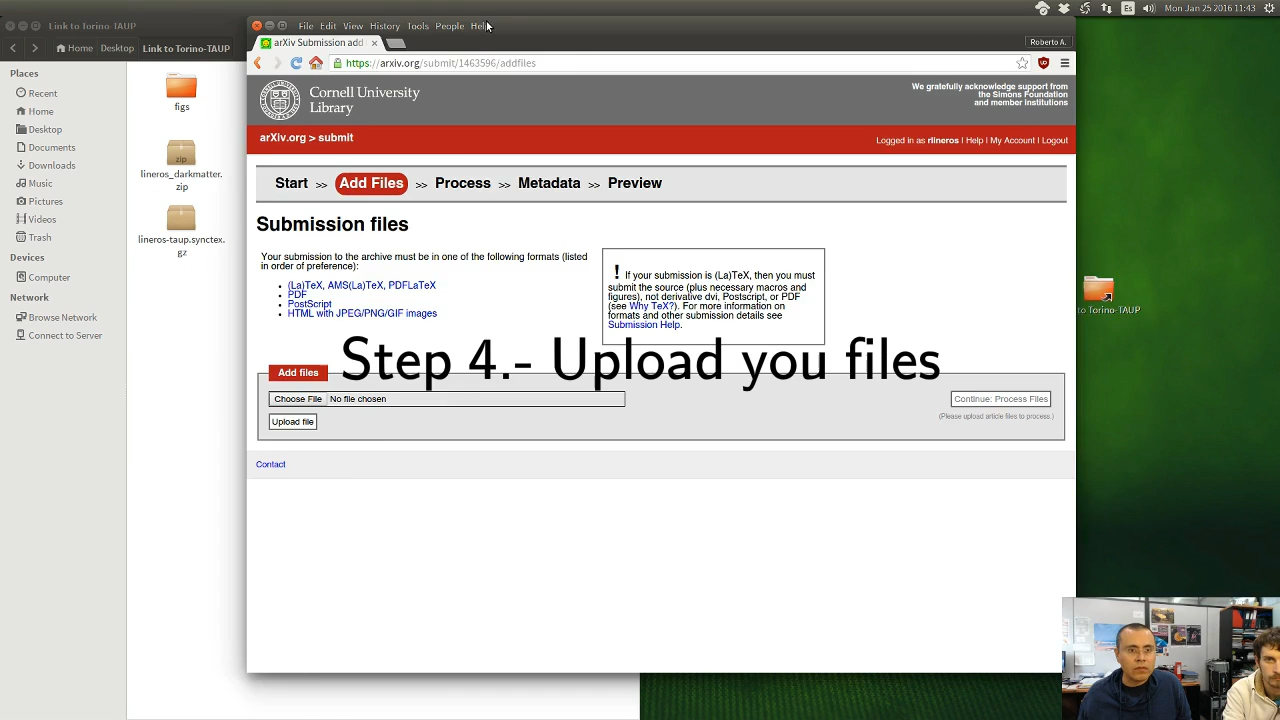 Link to Torino-TAUP
File Edit View History Tools People Help
Es
Mon Jan 25 2016 11:43
Home Desktop Link to Torino-TAUP
arXiv Submission add
Roberto A.
https://arxiv.org/submit/1463596/addfiles
Places
Recent
Home
Desktop
Documents
Downloads
Music
Pictures
Videos
Trash
Devices
Computer
Network
Browse Network
Connect to Server
figs
zip
lineros_darkmatter.
zip
lineros-taup.synctex.
gz
Cornell University
Library
We gratefully acknowledge support from
the Simons Foundation
and member institutions
arXiv.org > submit
Logged in as rlineros | Help | My Account | Logout
Start >> Add Files >> Process >> Metadata >> Preview
Submission files
Your submission to the archive must be in one of the following formats (listed
in order of preference):
(La)TeX, AMS(La)TeX, PDFLaTeX
PDF
PostScript
HTML with JPEG/PNG/GIF images
! If your submission is (La)TeX, then you must
submit the source (plus necessary macros and
figures), not derivative dvi, Postscript, or PDF
(see Why TeX?). For more information on
formats and other submission details see
Submission Help.
Step 4.- Upload you files
Add files
Choose File No file chosen
Upload file
Continue: Process Files
(Please upload article files to process.)
Contact
to Torino-TAUP